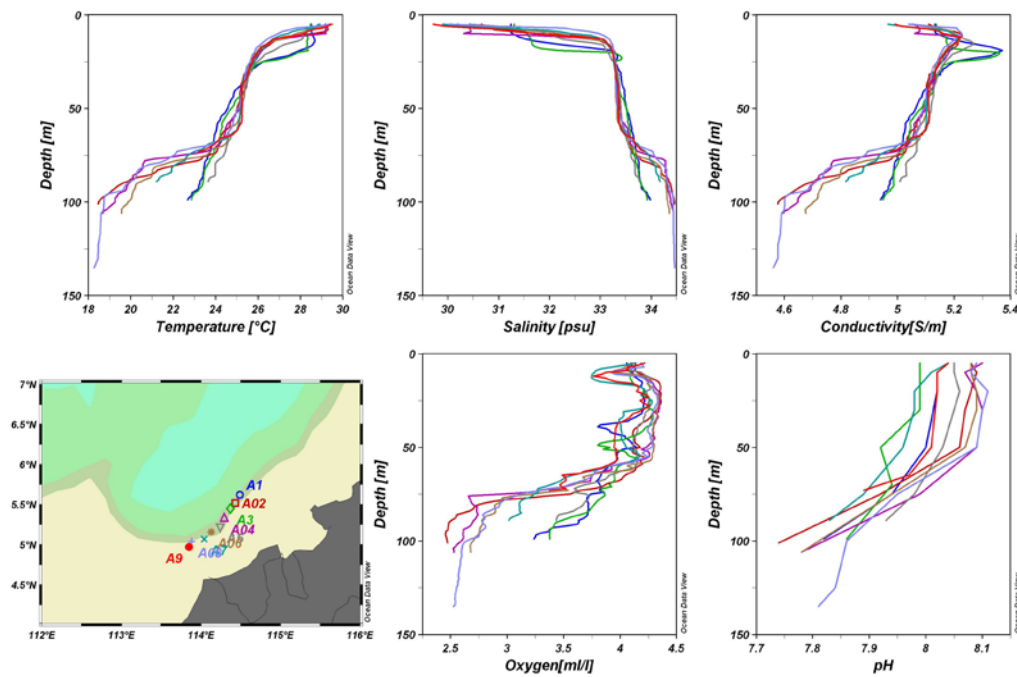 0
50
100
150
Depth [m]
18 20 22 24 26 28 30
Temperature [°C]
Ocean Data View
0
50
100
150
Depth [m]
30 31 32 33 34
Salinity [psu]
Ocean Data View
0
50
100
150
Depth [m]
4.6 4.8 5 5.2 5.4
Conductivity[S/m]
Ocean Data View
7°N
6.5°N
6°N
5.5°N
5°N
4.5°N
112°E 113°E 114°E 115°E 116°E
A1
A02
A3
A04
A9
Ocean Data View
0
50
100
150
Depth [m]
2.5 3 3.5 4 4.5
Oxygen[ml/l]
Ocean Data View
0
50
100
150
Depth [m]
7.7 7.8 7.9 8 8.1
pH
Ocean Data View